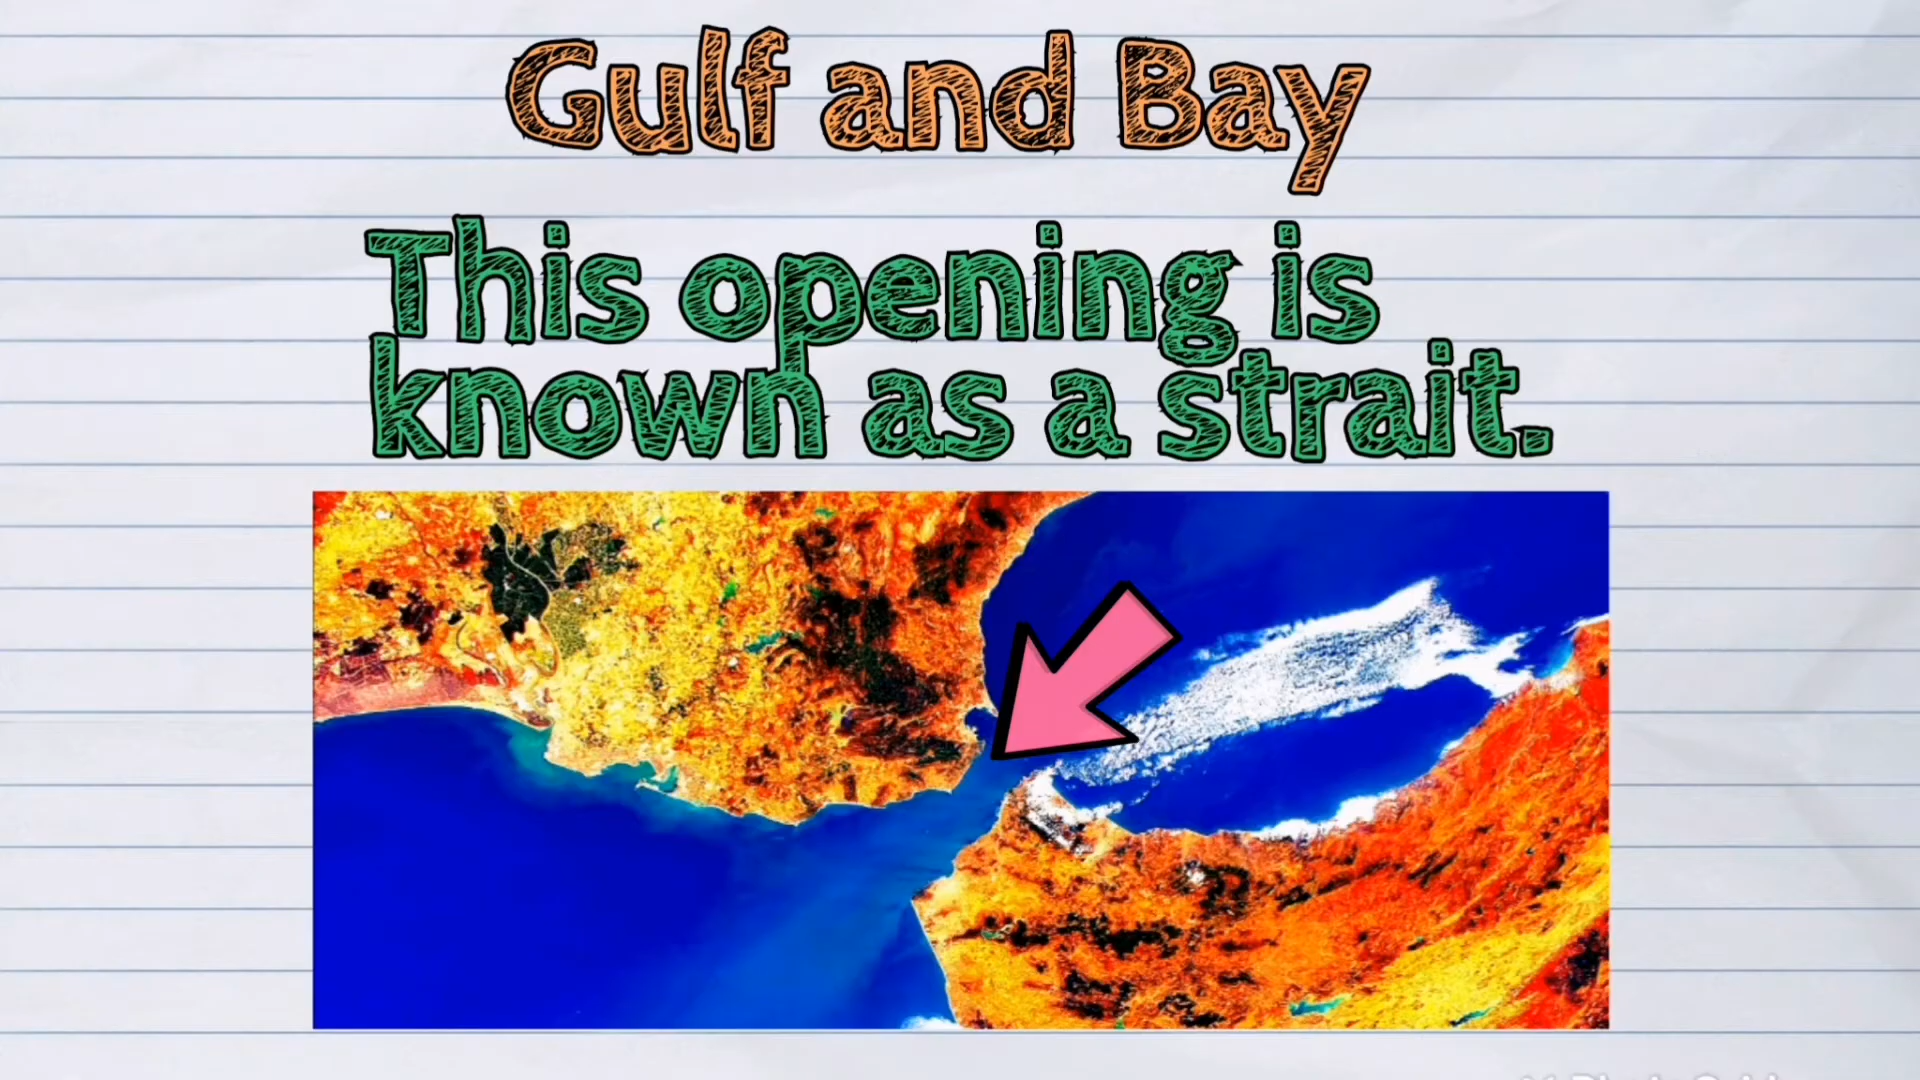 Gulf and Bay
This opening is
known as a strait.